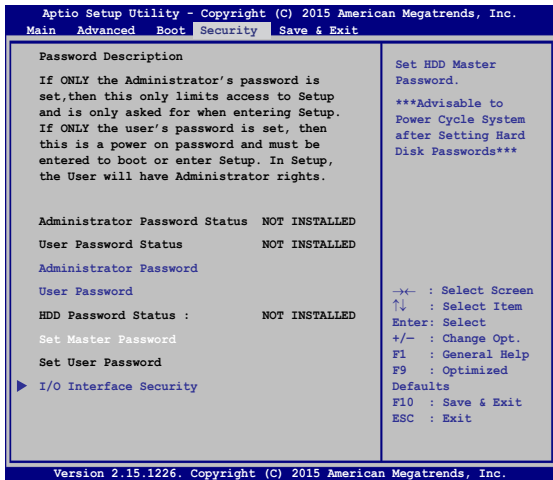 Aptio Setup Utility - Copyright (C) 2015 American Megatrends, Inc.
Main Advanced Boot Security Save & Exit
Password Description
If ONLY the Administrator's password is
set,then this only limits access to Setup
and is only asked for when entering Setup.
If ONLY the user's password is set, then
this is a power on password and must be
entered to boot or enter Setup. In Setup,
the User will have Administrator rights.
Administrator Password Status NOT INSTALLED
User Password Status NOT INSTALLED
Administrator Password
User Password
HDD Password Status : NOT INSTALLED
Set Master Password
Set User Password
I/O Interface Security
Set HDD Master
Password.
***Advisable to
Power Cycle System
after Setting Hard
Disk Passwords***
→← : Select Screen
↑↓ : Select Item
Enter: Select
+/— : Change Opt.
F1 : General Help
F9 : Optimized
Defaults
F10 : Save & Exit
ESC : Exit
Version 2.15.1226. Copyright (C) 2015 American Megatrends, Inc.